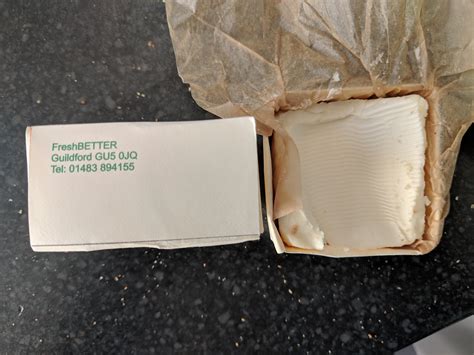 FreshBETTER
Guildford GU5 0JQ
Tel: 01483 894155